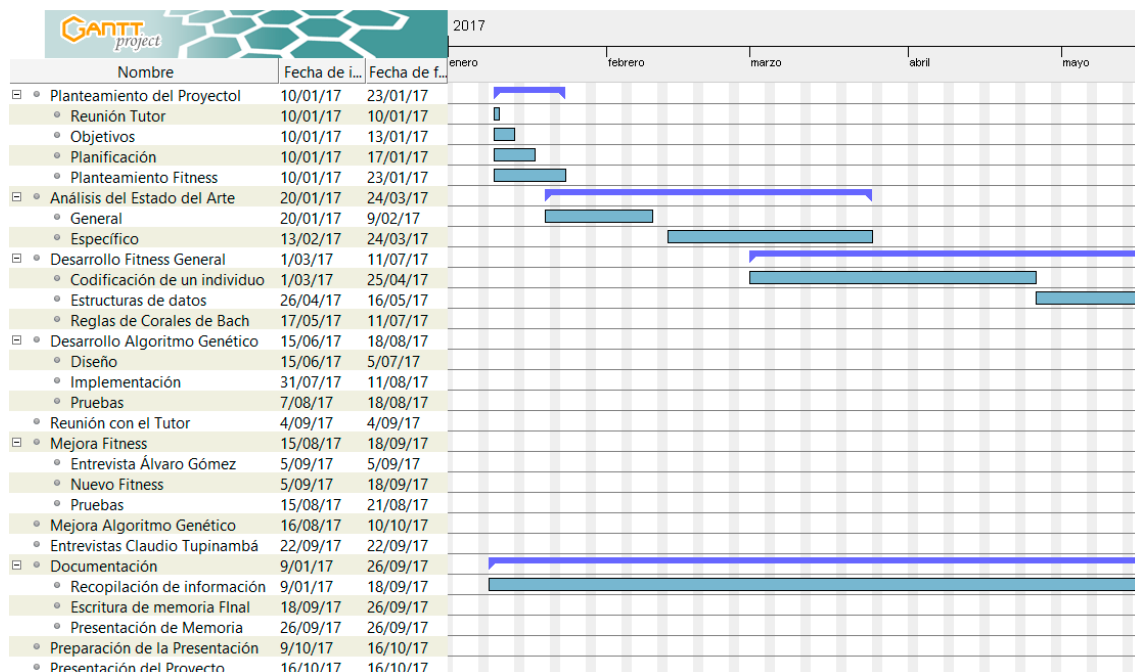 GANTT
project
2017
Nombre Fecha de i... Fecha de f...
enero febrero marzo abril mayo
Planteamiento del Proyectol 10/01/17 23/01/17
Reunión Tutor 10/01/17 10/01/17
Objetivos 10/01/17 13/01/17
Planificación 10/01/17 17/01/17
Planteamiento Fitness 10/01/17 23/01/17
Análisis del Estado del Arte 20/01/17 24/03/17
General 20/01/17 9/02/17
Específico 13/02/17 24/03/17
Desarrollo Fitness General 1/03/17 11/07/17
Codificación de un individuo 1/03/17 25/04/17
Estructuras de datos 26/04/17 16/05/17
Reglas de Corales de Bach 17/05/17 11/07/17
Desarrollo Algoritmo Genético 15/06/17 18/08/17
Diseño 15/06/17 5/07/17
Implementación 31/07/17 11/08/17
Pruebas 7/08/17 18/08/17
Reunión con el Tutor 4/09/17 4/09/17
Mejora Fitness 15/08/17 18/09/17
Entrevista Álvaro Gómez 5/09/17 5/09/17
Nuevo Fitness 5/09/17 18/09/17
Pruebas 15/08/17 21/08/17
Mejora Algoritmo Genético 16/08/17 10/10/17
Entrevistas Claudio Tupinambá 22/09/17 22/09/17
Documentación 9/01/17 26/09/17
Recopilación de información 9/01/17 18/09/17
Escritura de memoria FInal 18/09/17 26/09/17
Presentación de Memoria 26/09/17 26/09/17
Preparación de la Presentación 9/10/17 16/10/17
Presentación del Proyecto 16/10/17 16/10/17